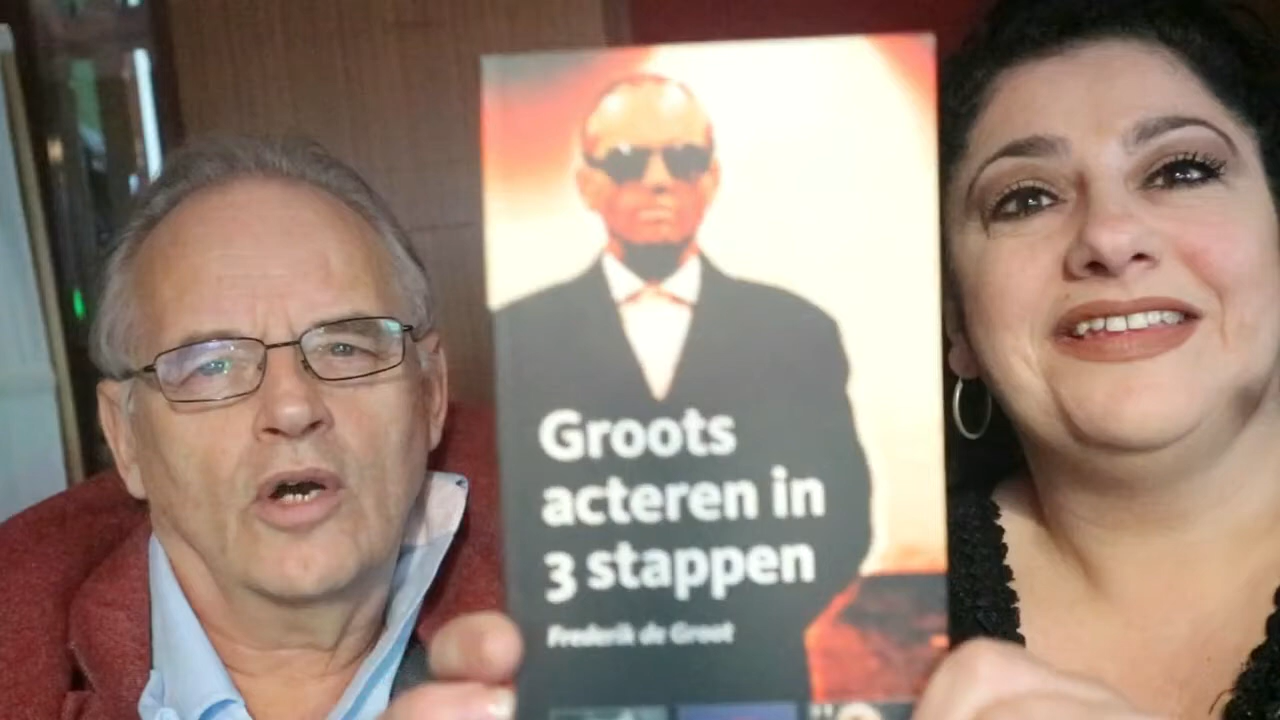 Groots
acteren in
3 stappen
Frederik de Groot